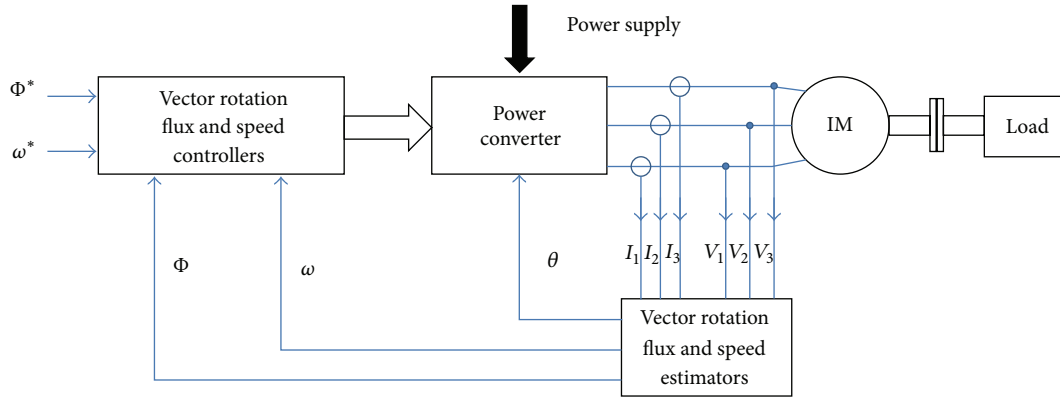 Power supply
Φ*
ω*
Vector rotation
flux and speed
controllers
Power
converter
IM
Load
Φ
ω
θ
I₁ I₂ I₃ V₁ V₂ V₃
Vector rotation
flux and speed
estimators